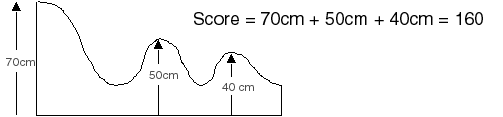 Score = 70cm + 50cm + 40cm = 160
70cm
50cm
40 cm